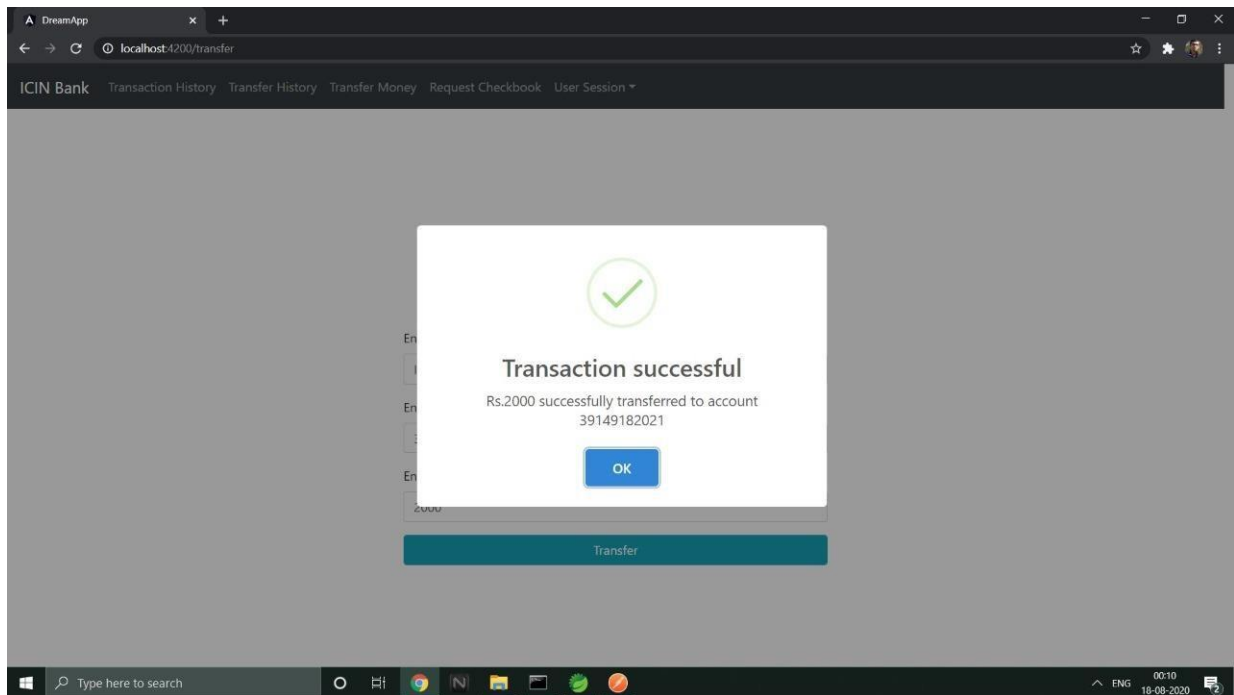 DreamApp
localhost:4200/transfer
ICIN Bank Transaction History Transfer History Transfer Money Request Checkbook User Session
En
En
En
Transaction successful
Rs.2000 successfully transferred to account
39149182021
OK
2000
Transfer
Type here to search
ENG
00:10
18-08-2020
2